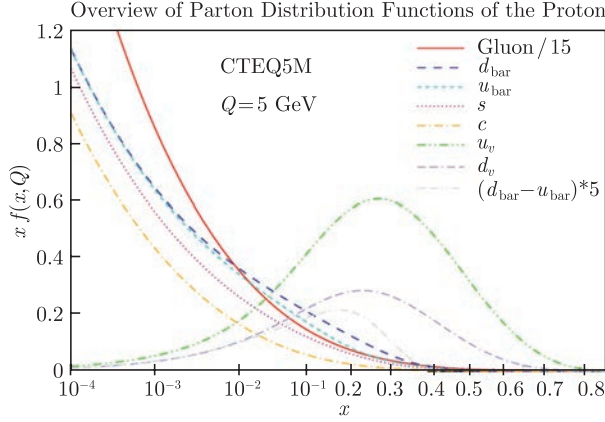 Overview of Parton Distribution Functions of the Proton
1.2
1
0.8
0.6
0.4
0.2
0
x f(x,Q)
CTEQ5M
Q=5 GeV
Gluon/15
d_bar
u_bar
s
c
u_v
d_v
(d_bar−u_bar)*5
10⁻⁴ 10⁻³ 10⁻² 10⁻¹ 0.2 0.3 0.4 0.5 0.6 0.7 0.8
x